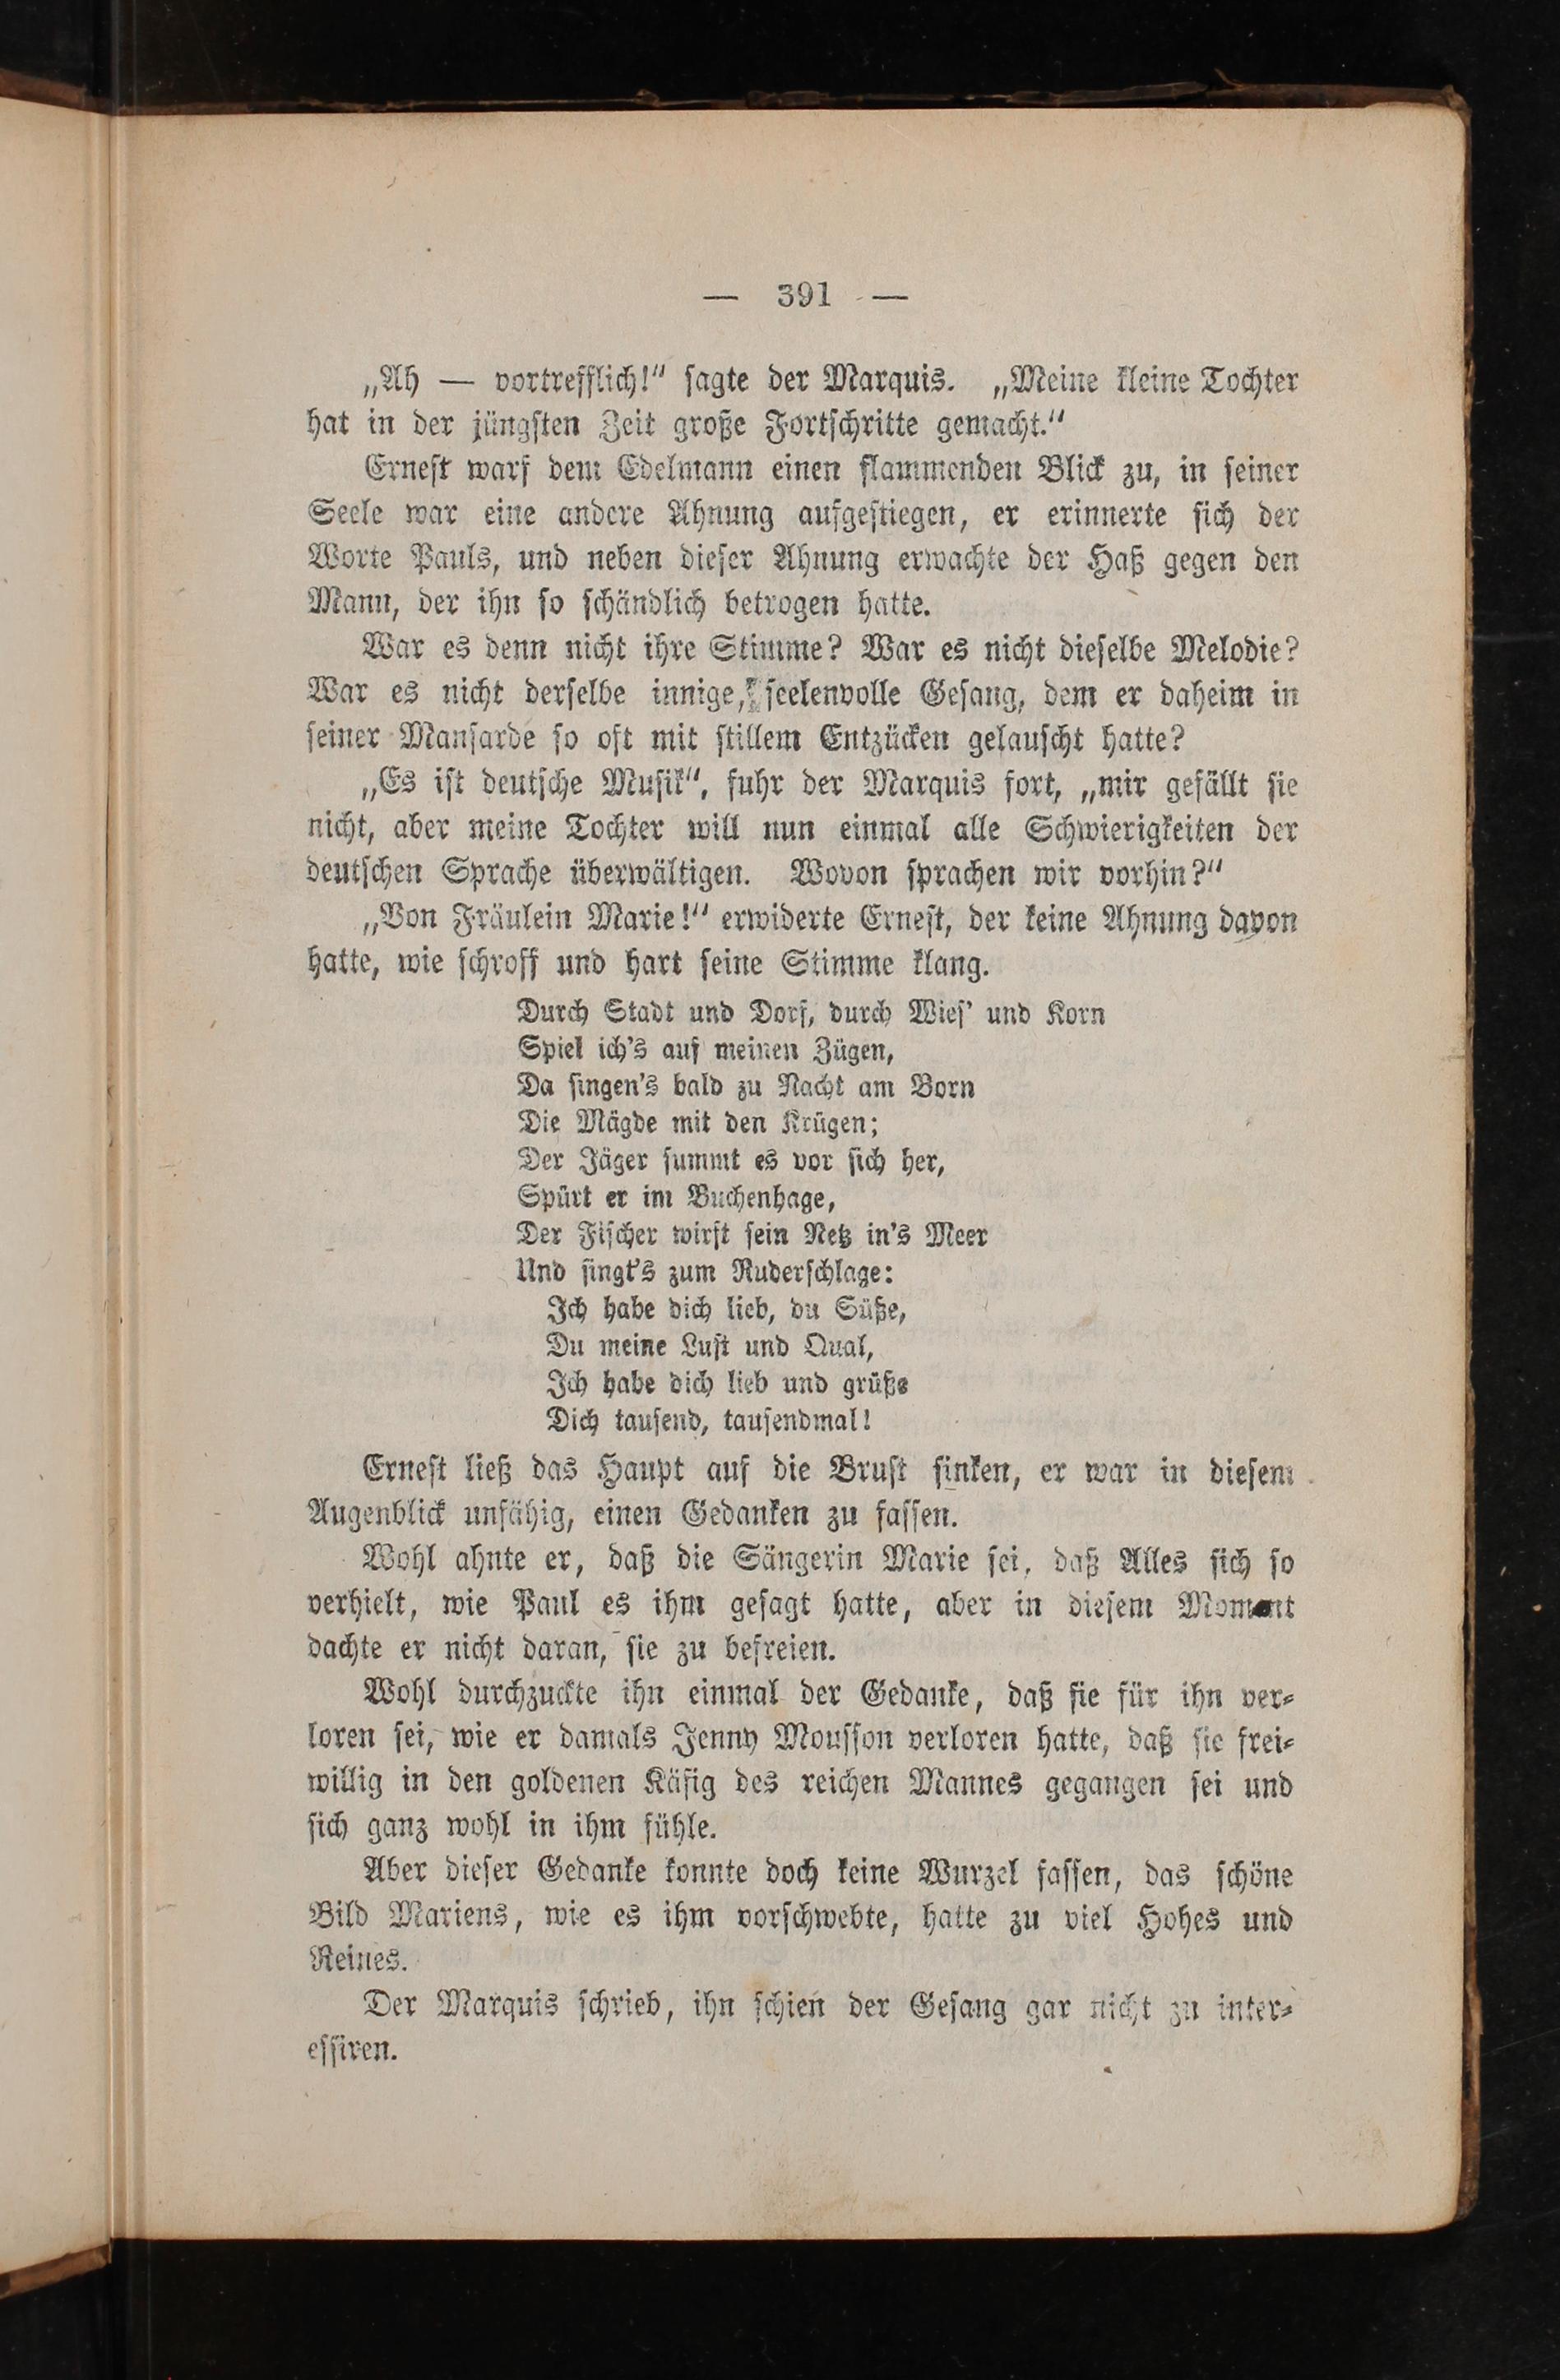 — 391 —
„Ah — vortrefflich!“ sagte der Marquis. „Meine kleine Tochter
hat in der jüngsten Zeit große Fortschritte gemacht.“
Ernest warf dem Edelmann einen flammenden Blick zu, in seiner
Seele war eine andere Ahnung aufgestiegen, er erinnerte sich der
Worte Pauls, und neben dieser Ahnung erwachte der Haß gegen den
Mann, der ihn so schändlich betrogen hatte.
War es denn nicht ihre Stimme? War es nicht dieselbe Melodie?
War es nicht derselbe innige, seelenvolle Gesang, dem er daheim in
seiner Mansarde so oft mit stillem Entzücken gelauscht hatte?
„Es ist deutsche Musik“, fuhr der Marquis fort, „mir gefällt sie
nicht, aber meine Tochter will nun einmal alle Schwierigkeiten der
deutschen Sprache überwältigen. Wovon sprachen wir vorhin?“
„Von Fräulein Marie!“ erwiderte Ernest, der keine Ahnung davon
hatte, wie schroff und hart seine Stimme klang.
Durch Stadt und Dorf, durch Wies' und Korn
Spiel ich's auf meinen Zügen,
Da singen's bald zu Nacht am Born
Die Mägde mit den Krügen;
Der Jäger summt es vor sich her,
Spürt er im Buchenhage,
Der Fischer wirft sein Netz in's Meer
Und singt's zum Ruderschlage:
Ich habe dich lieb, du Süße,
Du meine Lust und Qual,
Ich habe dich lieb und grüße
Dich tausend, tausendmal!
Ernest ließ das Haupt auf die Brust sinken, er war in diesem
Augenblick unfähig, einen Gedanken zu fassen.
Wohl ahnte er, daß die Sängerin Marie sei, daß Alles sich so
verhielt, wie Paul es ihm gesagt hatte, aber in diesem Moment
dachte er nicht daran, sie zu befreien.
Wohl durchzuckte ihn einmal der Gedanke, daß sie für ihn ver-
loren sei, wie er damals Jenny Mousson verloren hatte, daß sie frei-
willig in den goldenen Käfig des reichen Mannes gegangen sei und
sich ganz wohl in ihm fühle.
Aber dieser Gedanke konnte doch keine Wurzel fassen, das schöne
Bild Mariens, wie es ihm vorschwebte, hatte zu viel Hohes und
Reines.
Der Marquis schrieb, ihn schien der Gesang gar nicht zu inter-
essiren.